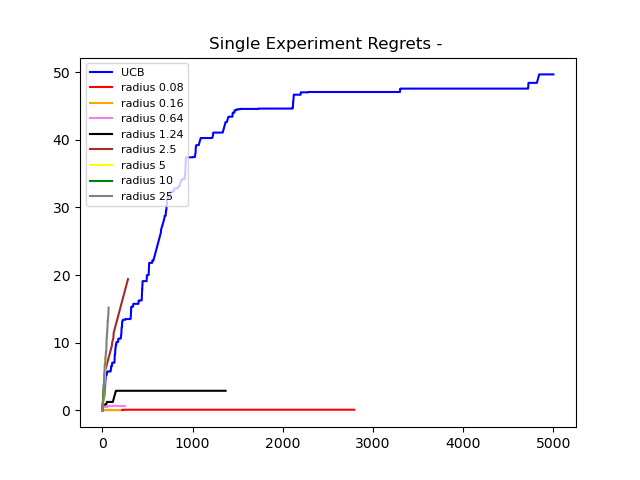 Single Experiment Regrets -
UCB
radius 0.08
radius 0.16
radius 0.64
radius 1.24
radius 2.5
radius 5
radius 10
radius 25
50
40
30
20
10
0
0 1000 2000 3000 4000 5000